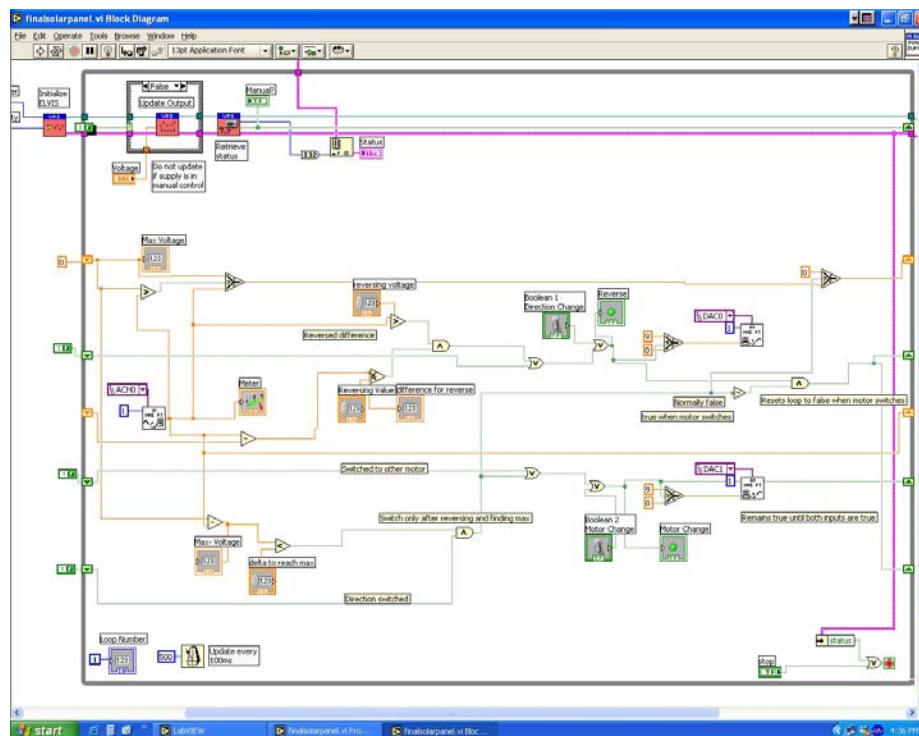 finalsolarpanel.vi Block Diagram
File Edit Operate Tools Browse Window Help
13pt Application Font
Initialize
ELVIS
False
Update Output
Manual?
Status
Retrieve
status
Voltage
Do not update
if supply is in
manual control
Max Voltage
reversing voltage
Reversed difference
Boolean 1
Direction Change
Reverse
DAC0
ACH0
Meter
Reversing Value
difference for reverse
Normally false
true when motor switches
Resets loop to false when motor switches
Switched to other motor
DAC1
Switch only after reversing and finding max
Remains true until both inputs are true
Max- Voltage
delta to reach max
Boolean 2
Motor Change
Motor Change
Direction switched
Loop Number
500
Update every
100ms
status
stop
start
LabVIEW
finalsolarpanel.vi Fro...
finalsolarpanel.vi Bloc...
4:36 PM